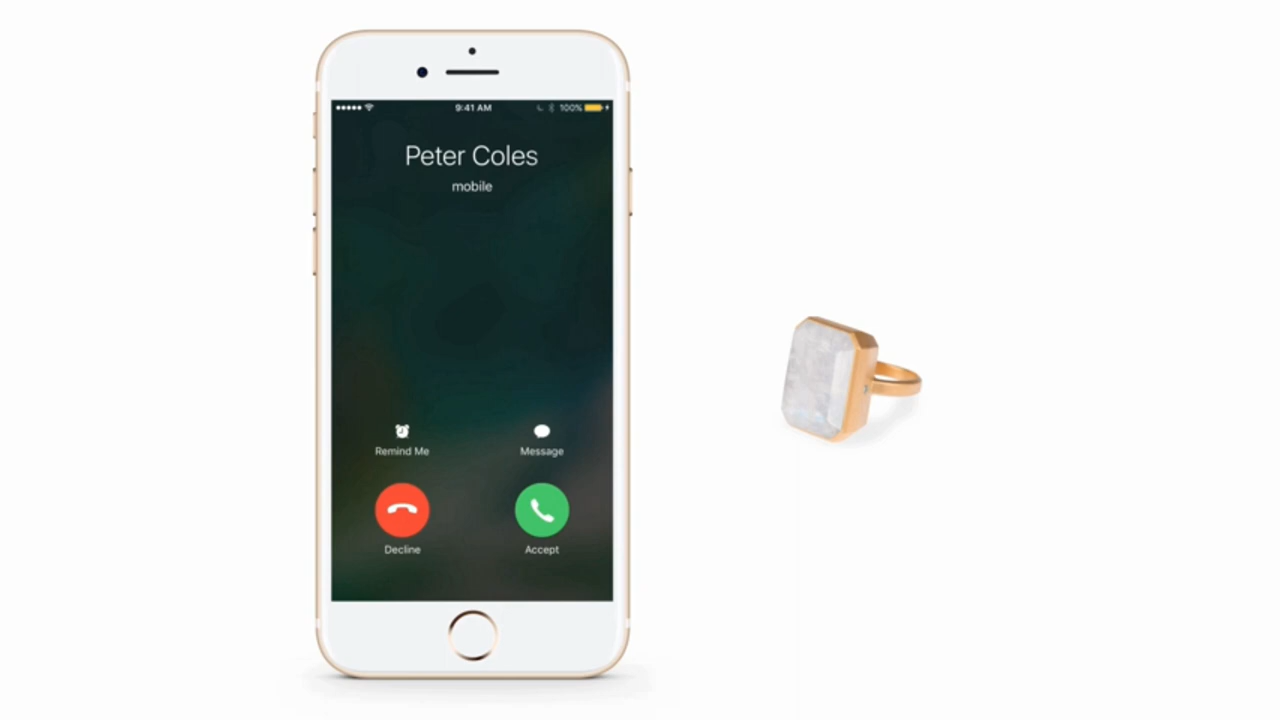 9:41 AM 100%
Peter Coles
mobile
Remind Me Message
Decline Accept